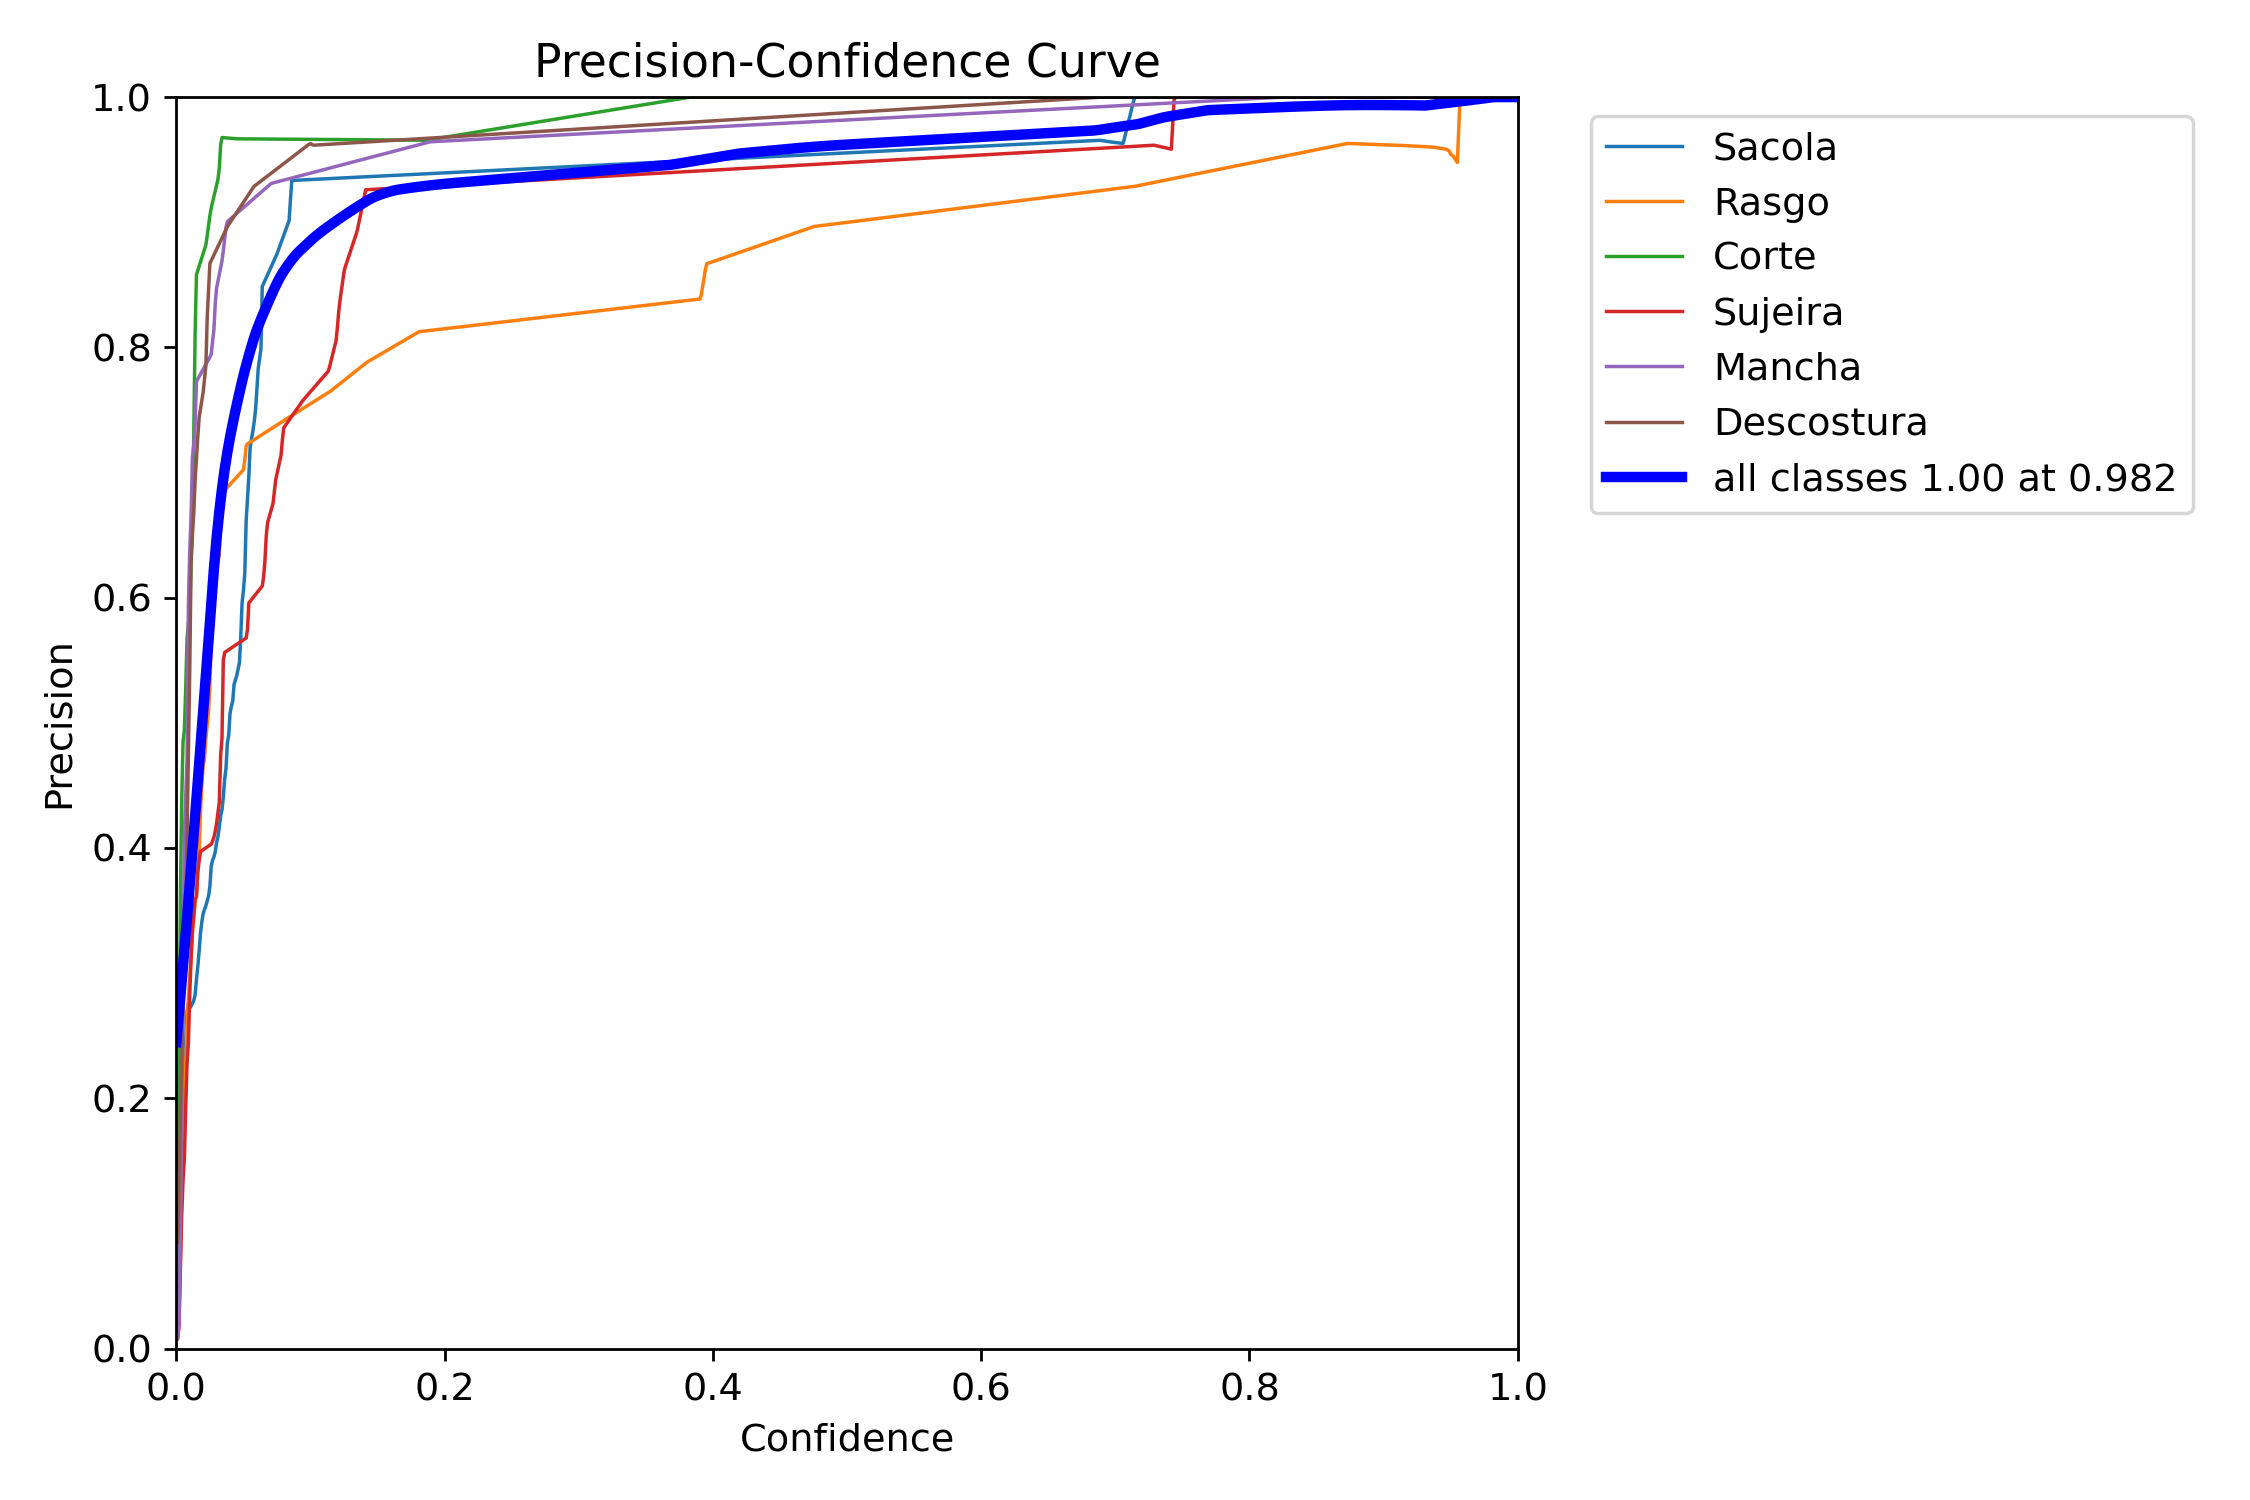 Precision-Confidence Curve
1.0
0.8
0.6
0.4
0.2
0.0
Precision
0.0 0.2 0.4 0.6 0.8 1.0
Confidence
Sacola
Rasgo
Corte
Sujeira
Mancha
Descostura
all classes 1.00 at 0.982